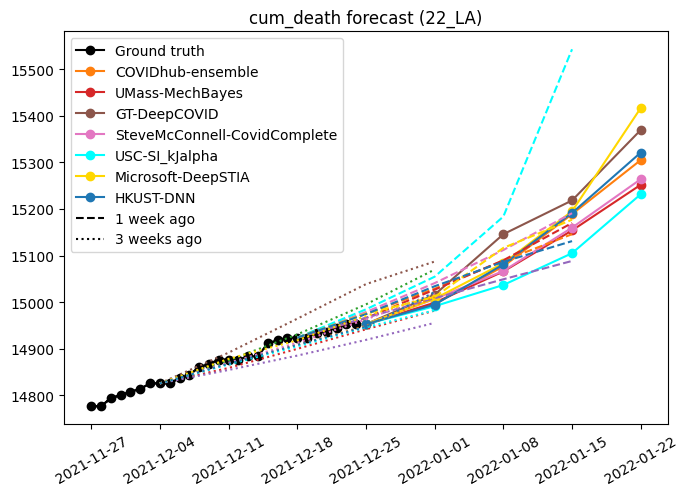 cum_death forecast (22_LA)
Ground truth
COVIDhub-ensemble
UMass-MechBayes
GT-DeepCOVID
SteveMcConnell-CovidComplete
USC-SI_kJalpha
Microsoft-DeepSTIA
HKUST-DNN
1 week ago
3 weeks ago
15500
15400
15300
15200
15100
15000
14900
14800
2021-11-27
2021-12-04
2021-12-11
2021-12-18
2021-12-25
2022-01-01
2022-01-08
2022-01-15
2022-01-22